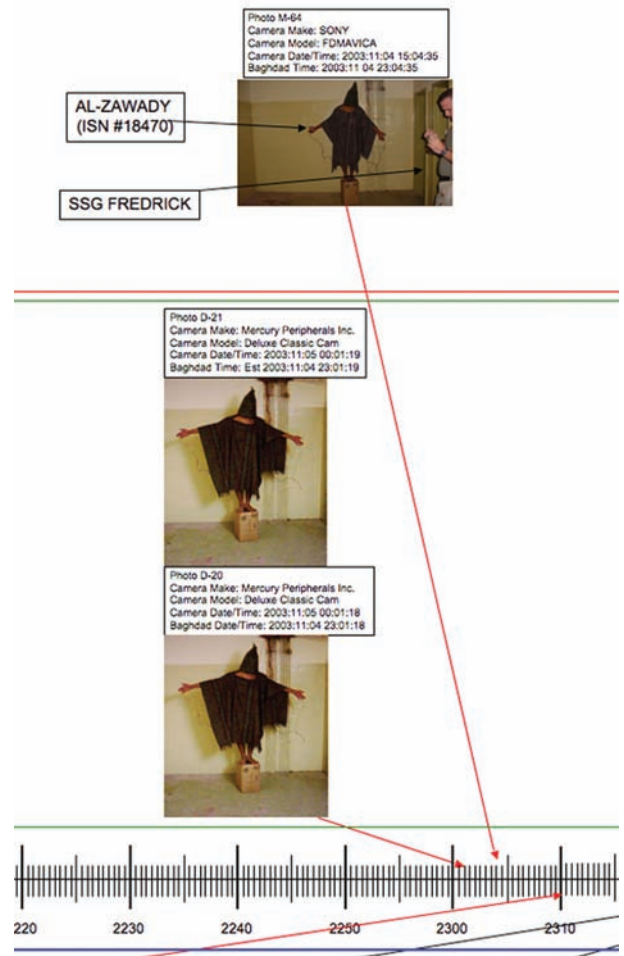 Photo M-64
Camera Make: SONY
Camera Model: FDMAVICA
Camera Date/Time: 2003:11:04 15:04:35
Baghdad Time: 2003:11 04 23:04:35
AL-ZAWADY
(ISN #18470)
SSG FREDRICK
Photo D-21
Camera Make: Mercury Peripherals Inc.
Camera Model: Deluxe Classic Cam
Camera Date/Time: 2003:11:05 00:01:19
Baghdad Time: Est 2003:11:04 23:01:19
Photo D-20
Camera Make: Mercury Peripherals Inc.
Camera Model: Deluxe Classic Cam
Camera Date/Time: 2003:11:05 00:01:18
Baghdad Date/Time: 2003:11:04 23:01:18
220 2230 2240 2250 2300 2310